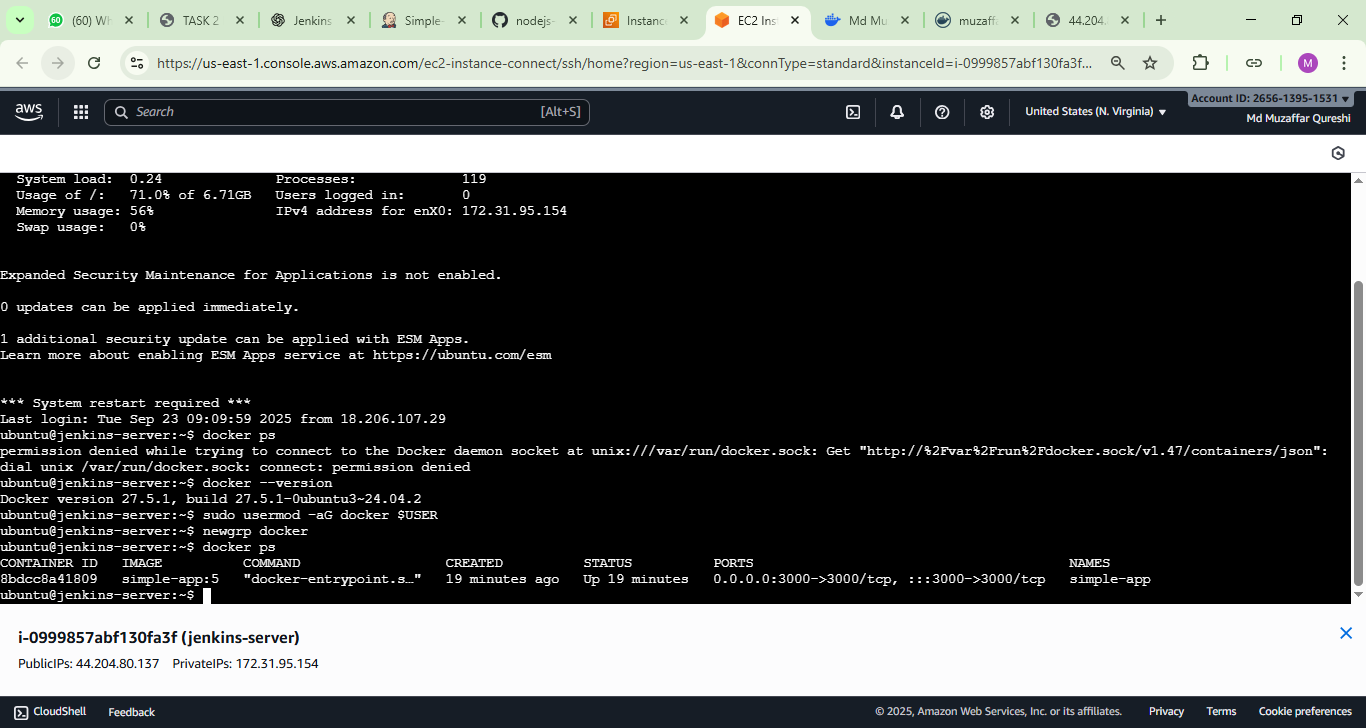 (60) Wh
TASK 2
Jenkins
Simple-
nodejs-
Instanc
EC2 Ins
Md Mu
muzaffa
44.204.
https://us-east-1.console.aws.amazon.com/ec2-instance-connect/ssh/home?region=us-east-1&connType=standard&instanceId=i-0999857abf130fa3f...
M
aws
Search
[Alt+S]
United States (N. Virginia)
Account ID: 2656-1395-1531
Md Muzaffar Qureshi
System load: 0.24 Processes: 119
Usage of /: 71.0% of 6.71GB Users logged in: 0
Memory usage: 56% IPv4 address for enX0: 172.31.95.154
Swap usage: 0%
Expanded Security Maintenance for Applications is not enabled.
0 updates can be applied immediately.
1 additional security update can be applied with ESM Apps.
Learn more about enabling ESM Apps service at https://ubuntu.com/esm
*** System restart required ***
Last login: Tue Sep 23 09:09:59 2025 from 18.206.107.29
ubuntu@jenkins-server:~$ docker ps
permission denied while trying to connect to the Docker daemon socket at unix:///var/run/docker.sock: Get "http://%2Fvar%2Frun%2Fdocker.sock/v1.47/containers/json":
dial unix /var/run/docker.sock: connect: permission denied
ubuntu@jenkins-server:~$ docker --version
Docker version 27.5.1, build 27.5.1-0ubuntu3~24.04.2
ubuntu@jenkins-server:~$ sudo usermod -aG docker $USER
ubuntu@jenkins-server:~$ newgrp docker
ubuntu@jenkins-server:~$ docker ps
CONTAINER ID IMAGE COMMAND CREATED STATUS PORTS NAMES
8bdcc8a41809 simple-app:5 "docker-entrypoint.s…" 19 minutes ago Up 19 minutes 0.0.0.0:3000->3000/tcp, :::3000->3000/tcp simple-app
ubuntu@jenkins-server:~$
i-0999857abf130fa3f (jenkins-server)
PublicIPs: 44.204.80.137 PrivateIPs: 172.31.95.154
CloudShell
Feedback
© 2025, Amazon Web Services, Inc. or its affiliates.
Privacy
Terms
Cookie preferences